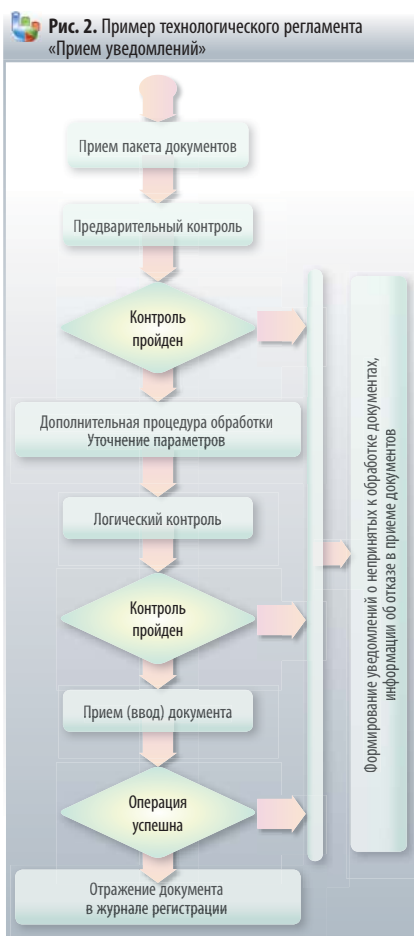 Рис. 2. Пример технологического регламента
«Прием уведомлений»
Прием пакета документов
Предварительный контроль
Контроль
пройден
Дополнительная процедура обработки
Уточнение параметров
Логический контроль
Контроль
пройден
Прием (ввод) документа
Операция
успешна
Отражение документа
в журнале регистрации
Формирование уведомлений о непринятых к обработке документах,
информации об отказе в приеме документов